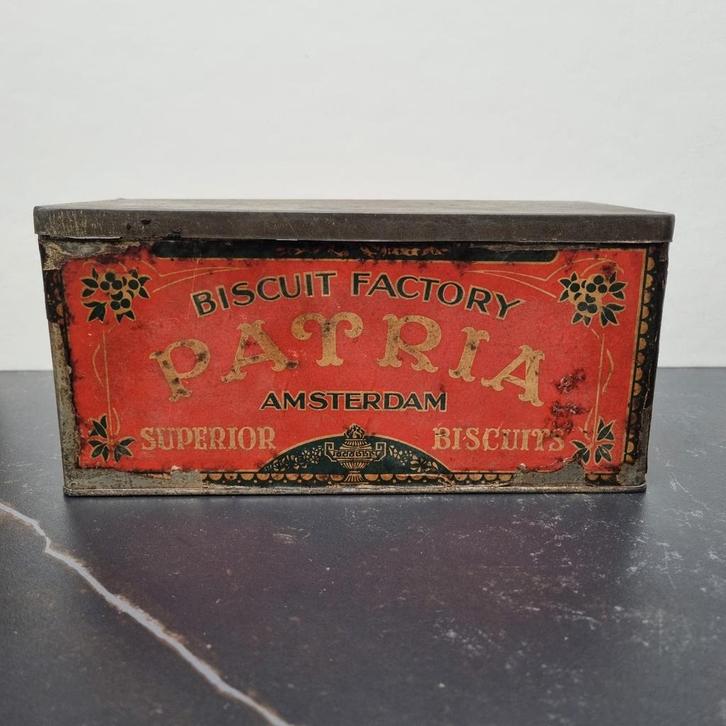 BISCUIT FACTORY
PATRIA
AMSTERDAM
SUPERIOR BISCUITS